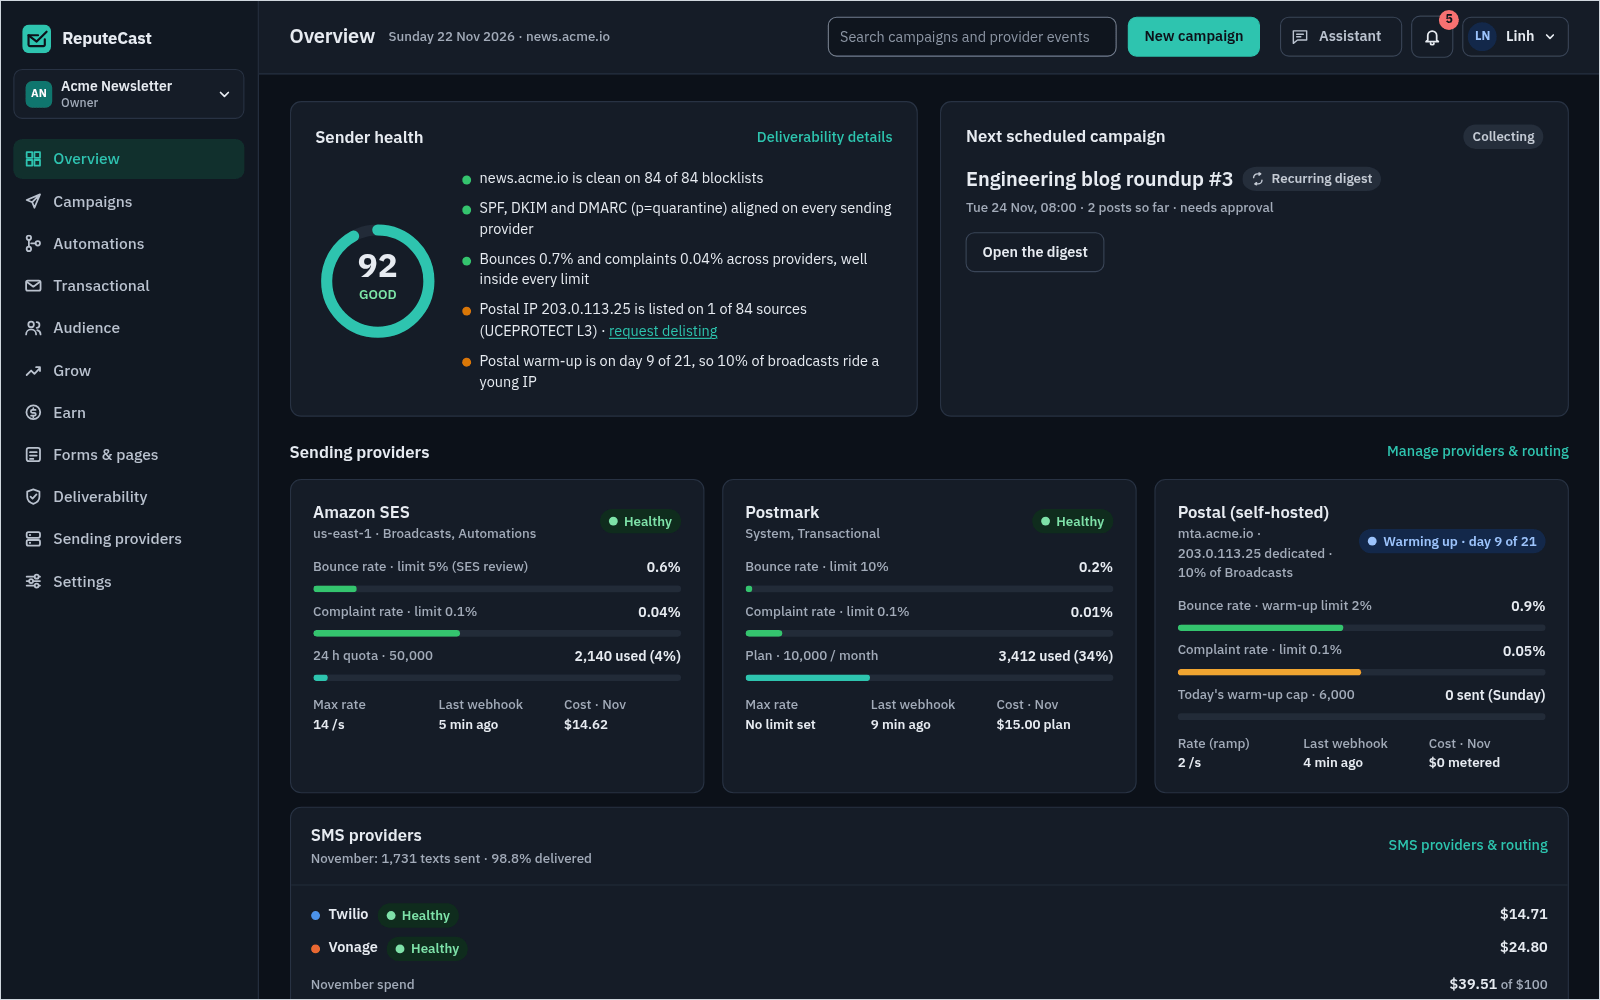 ReputeCast
AN
Acme Newsletter
Owner
Overview
Campaigns
Automations
Transactional
Audience
Grow
Earn
Forms & pages
Deliverability
Sending providers
Settings
Overview
Sunday 22 Nov 2026 · news.acme.io
Search campaigns and provider events
New campaign
Assistant
5
LN
Linh
Sender health
Deliverability details
92
GOOD
news.acme.io is clean on 84 of 84 blocklists
SPF, DKIM and DMARC (p=quarantine) aligned on every sending
provider
Bounces 0.7% and complaints 0.04% across providers, well
inside every limit
Postal IP 203.0.113.25 is listed on 1 of 84 sources
(UCEPROTECT L3) · request delisting
Postal warm-up is on day 9 of 21, so 10% of broadcasts ride a
young IP
Next scheduled campaign
Collecting
Engineering blog roundup #3
Recurring digest
Tue 24 Nov, 08:00 · 2 posts so far · needs approval
Open the digest
Sending providers
Manage providers & routing
Amazon SES
us-east-1 · Broadcasts, Automations
Healthy
Bounce rate · limit 5% (SES review)
0.6%
Complaint rate · limit 0.1%
0.04%
24 h quota · 50,000
2,140 used (4%)
Max rate
14 /s
Last webhook
5 min ago
Cost · Nov
$14.62
Postmark
System, Transactional
Healthy
Bounce rate · limit 10%
0.2%
Complaint rate · limit 0.1%
0.01%
Plan · 10,000 / month
3,412 used (34%)
Max rate
No limit set
Last webhook
9 min ago
Cost · Nov
$15.00 plan
Postal (self-hosted)
mta.acme.io ·
203.0.113.25 dedicated ·
10% of Broadcasts
Warming up · day 9 of 21
Bounce rate · warm-up limit 2%
0.9%
Complaint rate · limit 0.1%
0.05%
Today's warm-up cap · 6,000
0 sent (Sunday)
Rate (ramp)
2 /s
Last webhook
4 min ago
Cost · Nov
$0 metered
SMS providers
November: 1,731 texts sent · 98.8% delivered
SMS providers & routing
Twilio
Healthy
$14.71
Vonage
Healthy
$24.80
November spend
$39.51 of $100